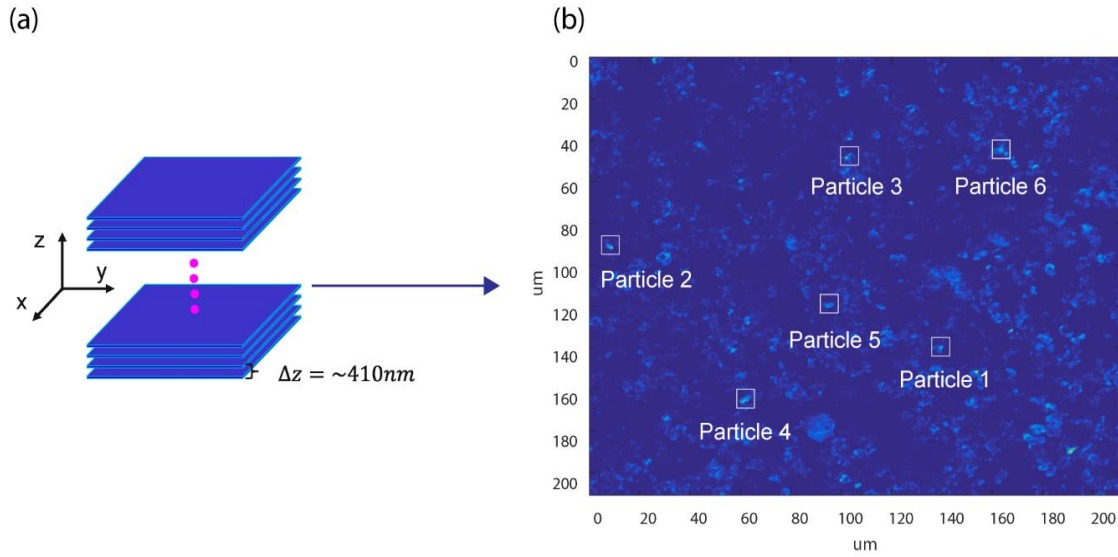 (a)
(b)
z
y
x
Δz = ~410nm
0
20
40
60
80
100
120
140
160
180
200
um
Particle 3
Particle 6
Particle 2
Particle 5
Particle 1
Particle 4
0 20 40 60 80 100 120 140 160 180 200
um